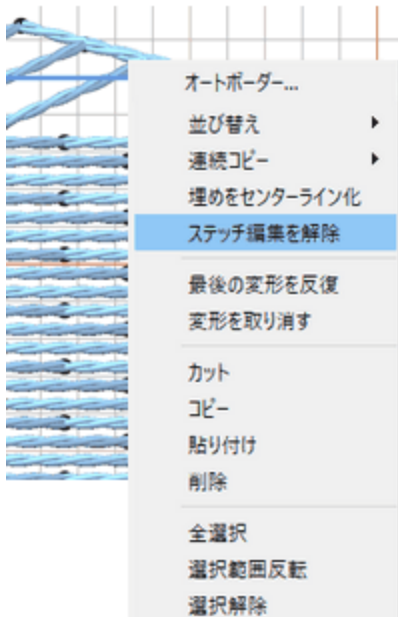 オートボーダー...
並び替え
連続コピー
埋めをセンターライン化
ステッチ編集を解除
最後の変形を反復
変形を取り消す
カット
コピー
貼り付け
削除
全選択
選択範囲反転
選択解除